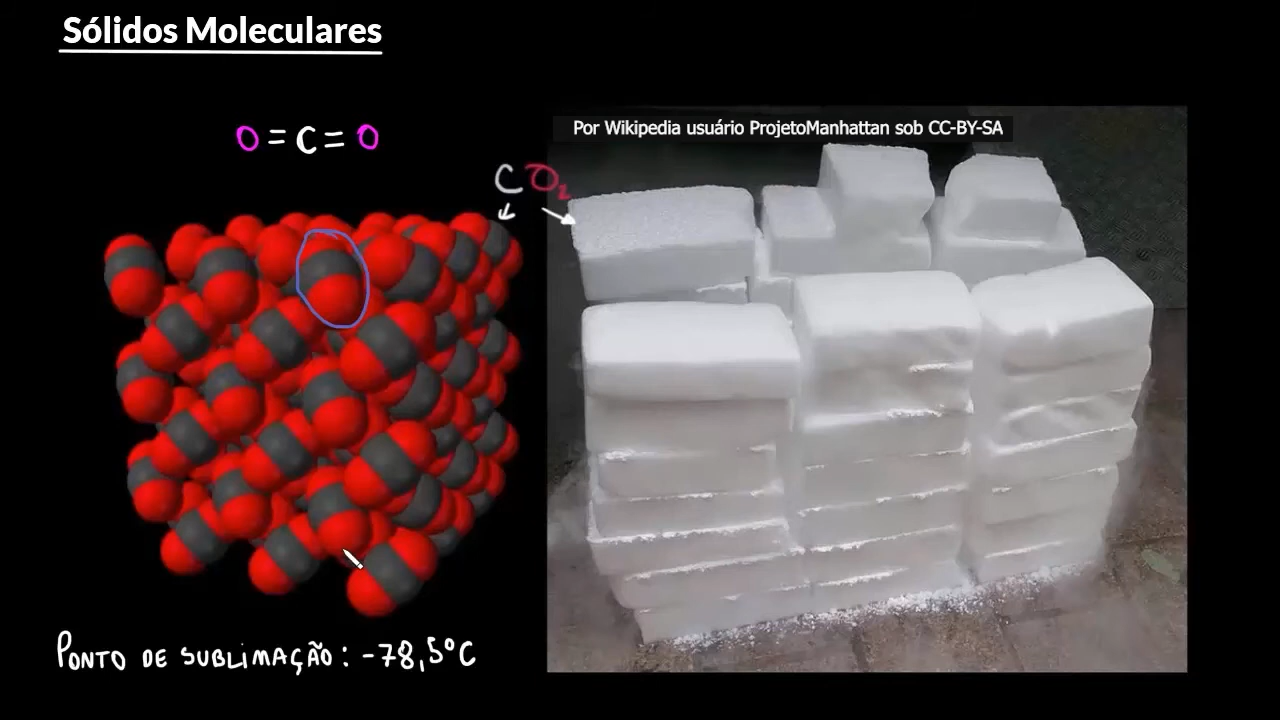 Sólidos Moleculares
Por Wikipedia usuário ProjetoManhattan sob CC-BY-SA
O = C = O
CO₂
PONTO DE SUBLIMAÇÃO: -78,5°C